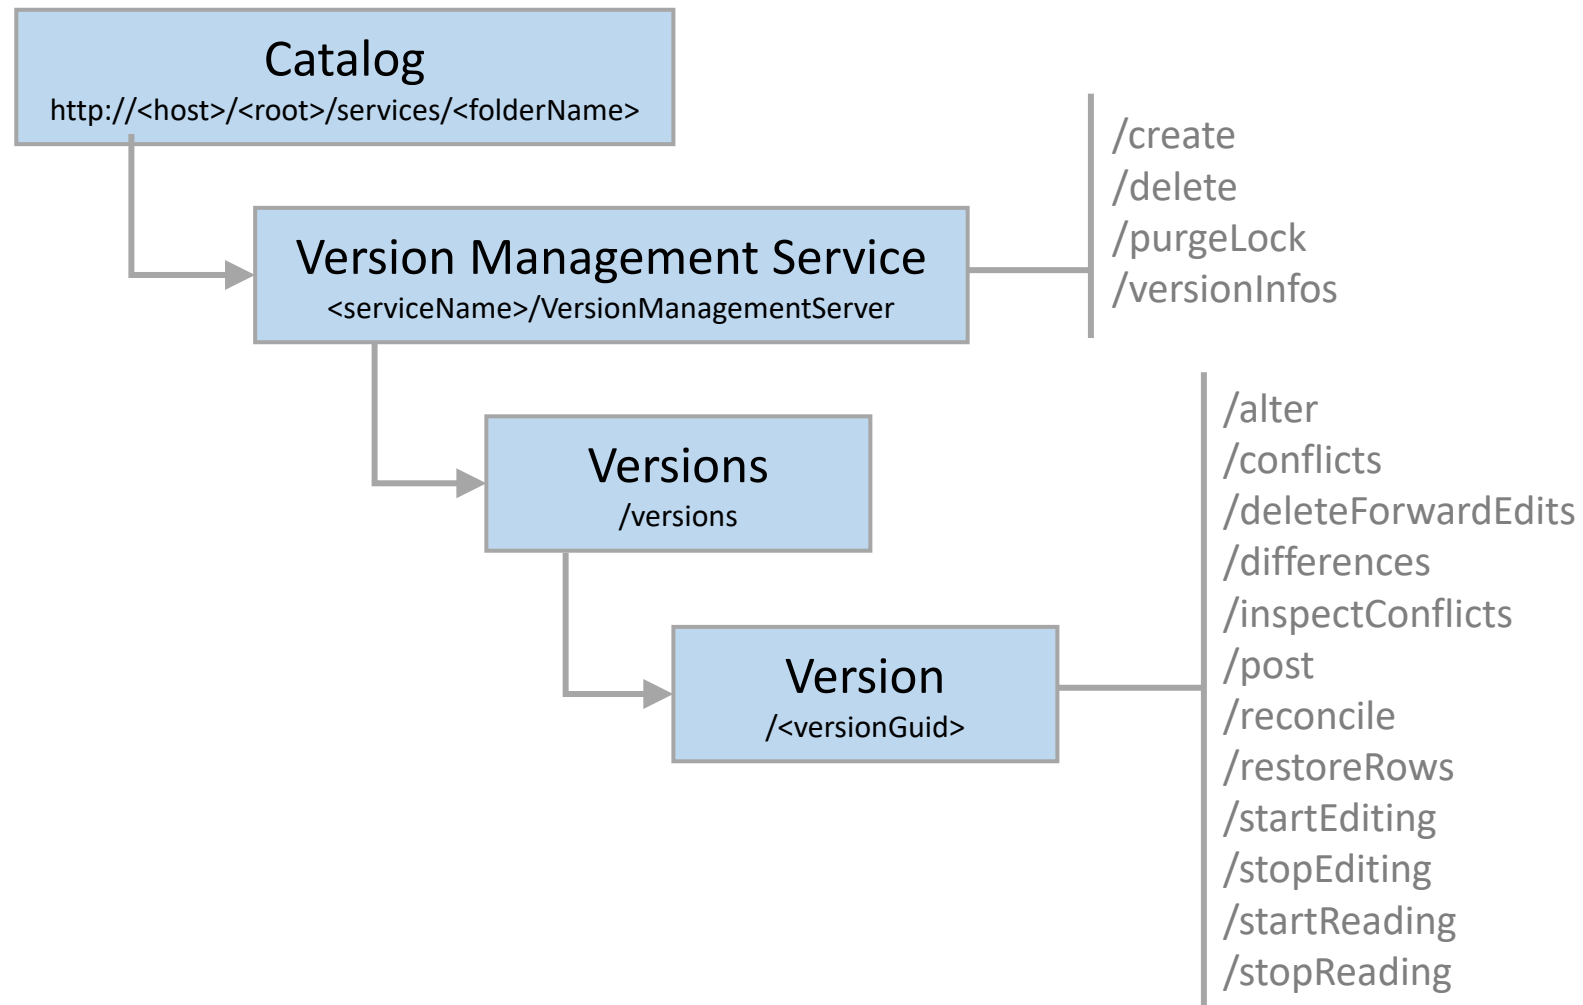 Catalog
http://<host>/<root>/services/<folderName>
Version Management Service
<serviceName>/VersionManagementServer
/create
/delete
/purgeLock
/versionInfos
Versions
/versions
Version
/<versionGuid>
/alter
/conflicts
/deleteForwardEdits
/differences
/inspectConflicts
/post
/reconcile
/restoreRows
/startEditing
/stopEditing
/startReading
/stopReading